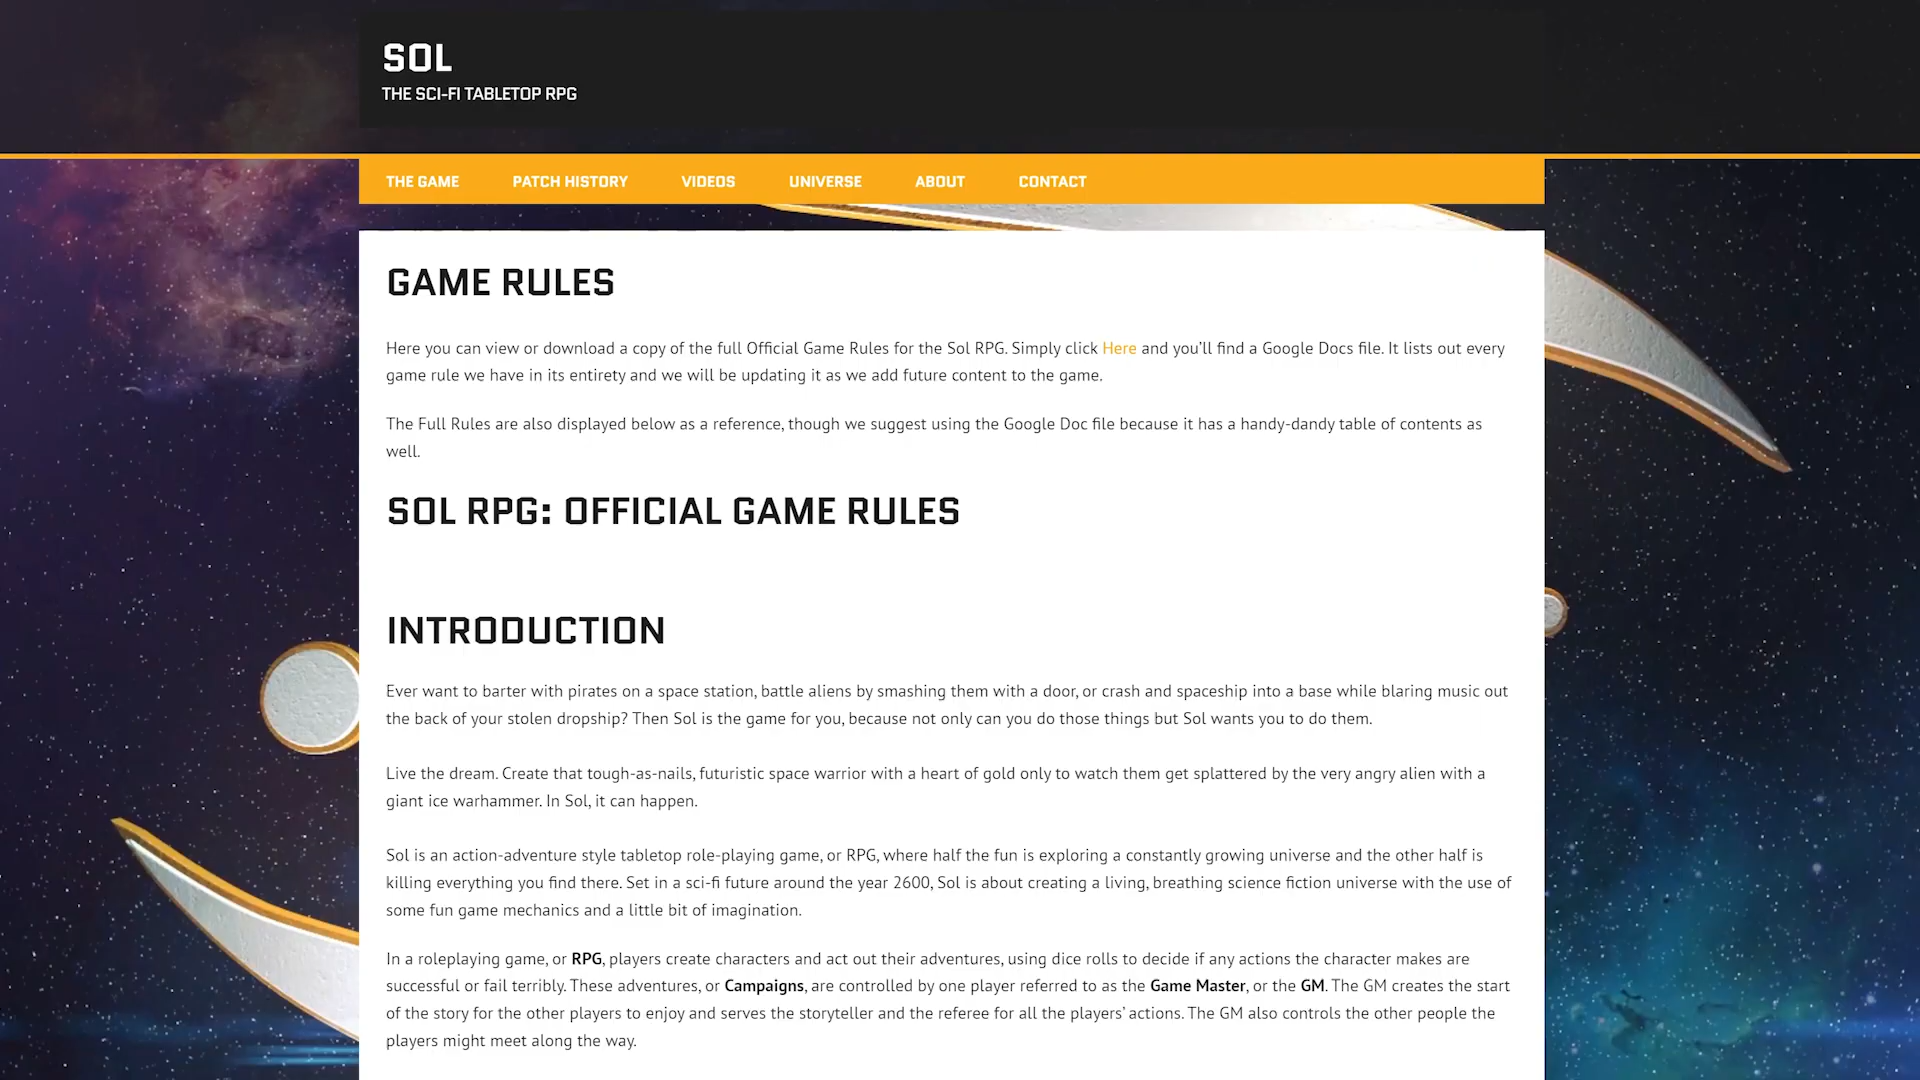 SOL
THE SCI-FI TABLETOP RPG
THE GAME PATCH HISTORY VIDEOS UNIVERSE ABOUT CONTACT
GAME RULES
Here you can view or download a copy of the full Official Game Rules for the Sol RPG. Simply click Here and you'll find a Google Docs file. It lists out every
game rule we have in its entirety and we will be updating it as we add future content to the game.
The Full Rules are also displayed below as a reference, though we suggest using the Google Doc file because it has a handy-dandy table of contents as
well.
SOL RPG: OFFICIAL GAME RULES
INTRODUCTION
Ever want to barter with pirates on a space station, battle aliens by smashing them with a door, or crash and spaceship into a base while blaring music out
the back of your stolen dropship? Then Sol is the game for you, because not only can you do those things but Sol wants you to do them.
Live the dream. Create that tough-as-nails, futuristic space warrior with a heart of gold only to watch them get splattered by the very angry alien with a
giant ice warhammer. In Sol, it can happen.
Sol is an action-adventure style tabletop role-playing game, or RPG, where half the fun is exploring a constantly growing universe and the other half is
killing everything you find there. Set in a sci-fi future around the year 2600, Sol is about creating a living, breathing science fiction universe with the use of
some fun game mechanics and a little bit of imagination.
In a roleplaying game, or RPG, players create characters and act out their adventures, using dice rolls to decide if any actions the character makes are
successful or fail terribly. These adventures, or Campaigns, are controlled by one player referred to as the Game Master, or the GM. The GM creates the start
of the story for the other players to enjoy and serves the storyteller and the referee for all the players' actions. The GM also controls the other people the
players might meet along the way.